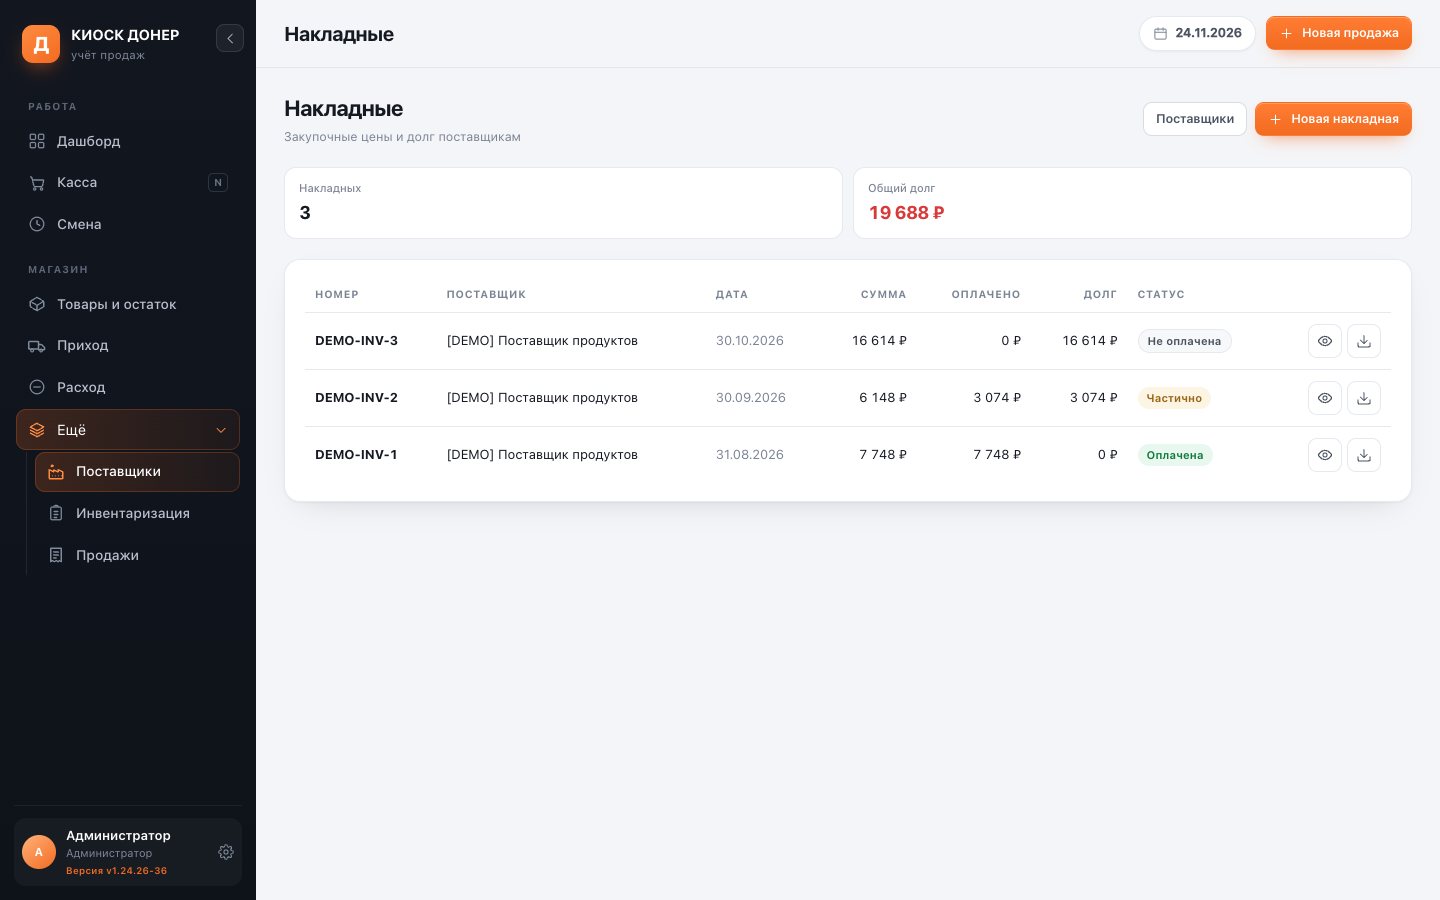 Д
КИОСК ДОНЕР
учёт продаж
РАБОТА
Дашборд
Касса N
Смена
МАГАЗИН
Товары и остаток
Приход
Расход
Ещё
Поставщики
Инвентаризация
Продажи
А
Администратор
Администратор
Версия v1.24.26-36
Накладные
24.11.2026
Новая продажа
Накладные
Закупочные цены и долг поставщикам
Поставщики
Новая накладная
Накладных
3
Общий долг
19 688 ₽
НОМЕР ПОСТАВЩИК ДАТА СУММА ОПЛАЧЕНО ДОЛГ СТАТУС
DEMO-INV-3 [DEMO] Поставщик продуктов 30.10.2026 16 614 ₽ 0 ₽ 16 614 ₽ Не оплачена
DEMO-INV-2 [DEMO] Поставщик продуктов 30.09.2026 6 148 ₽ 3 074 ₽ 3 074 ₽ Частично
DEMO-INV-1 [DEMO] Поставщик продуктов 31.08.2026 7 748 ₽ 7 748 ₽ 0 ₽ Оплачена